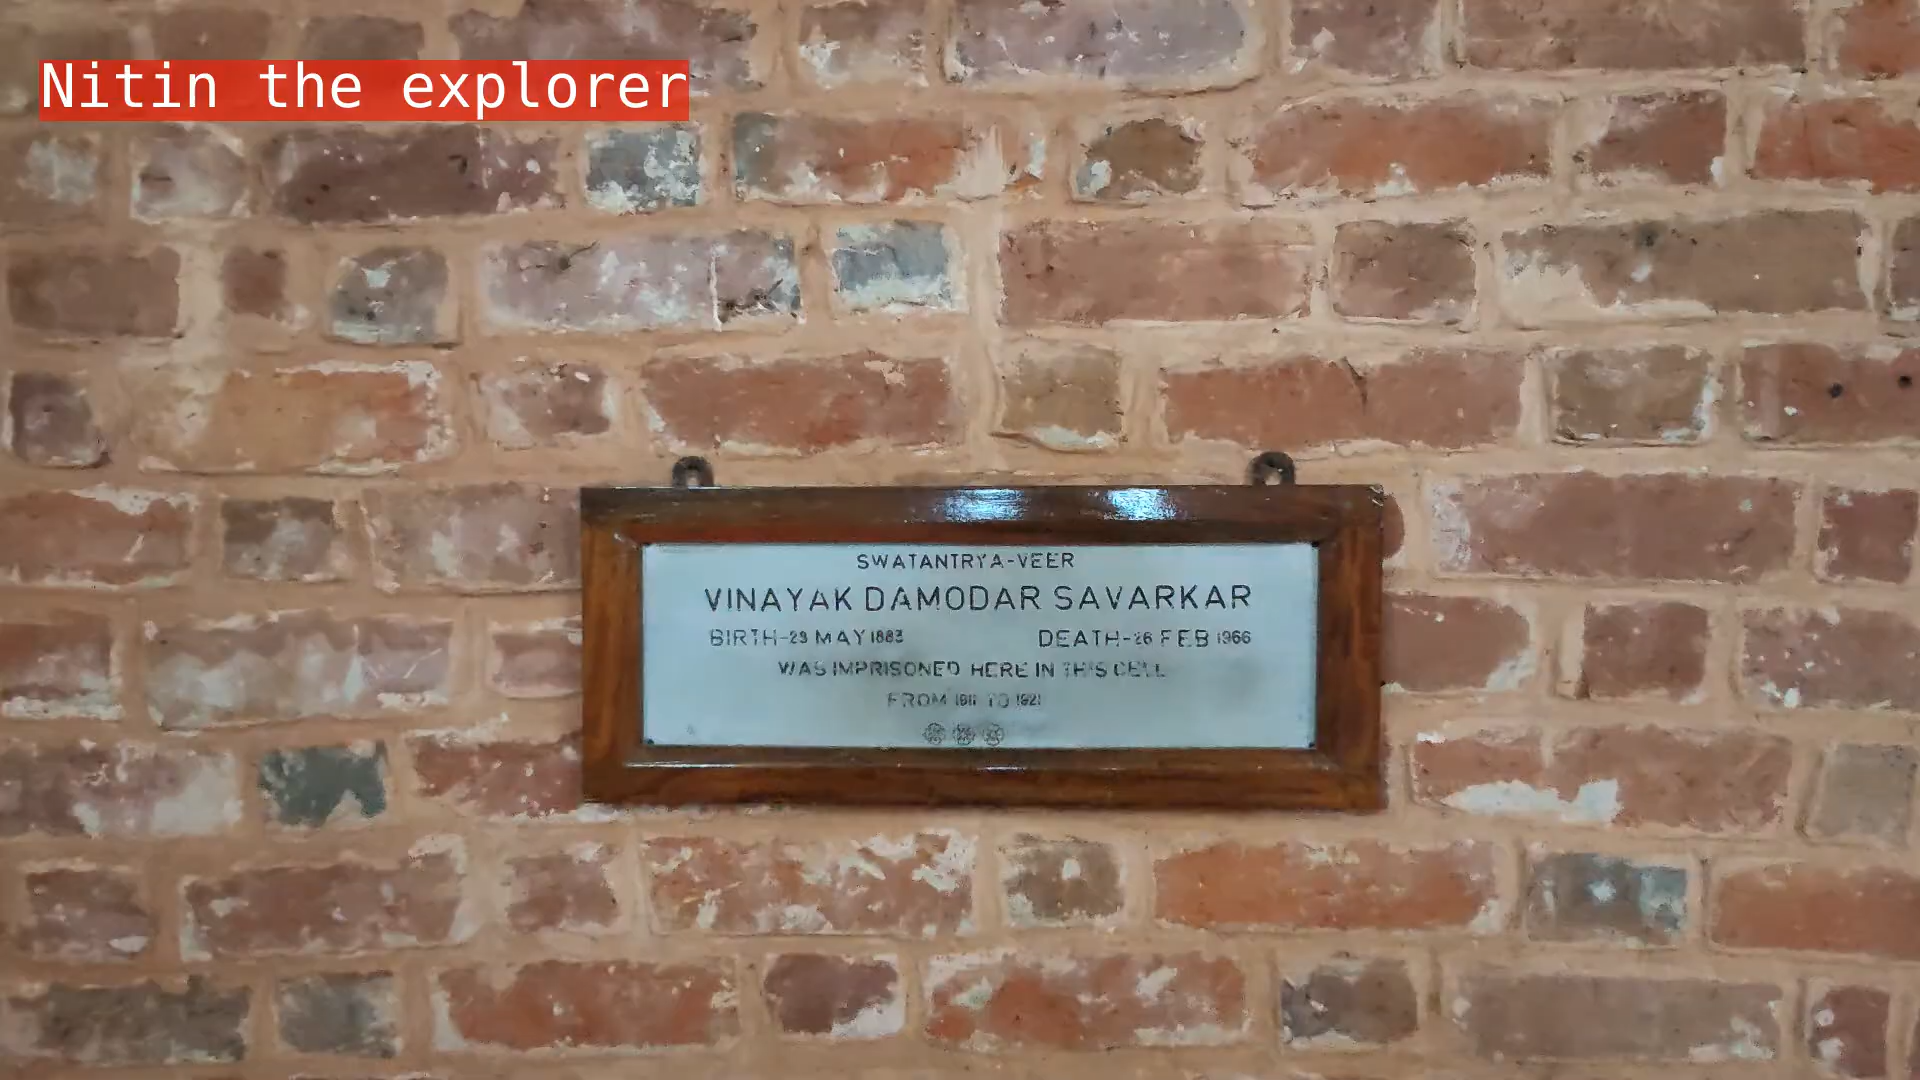 Nitin the explorer
SWATANTRYA-VEER
VINAYAK DAMODAR SAVARKAR
BIRTH-28 MAY 1883 DEATH-26 FEB 1966
WAS IMPRISONED HERE IN THIS CELL
FROM 1911 TO 1921